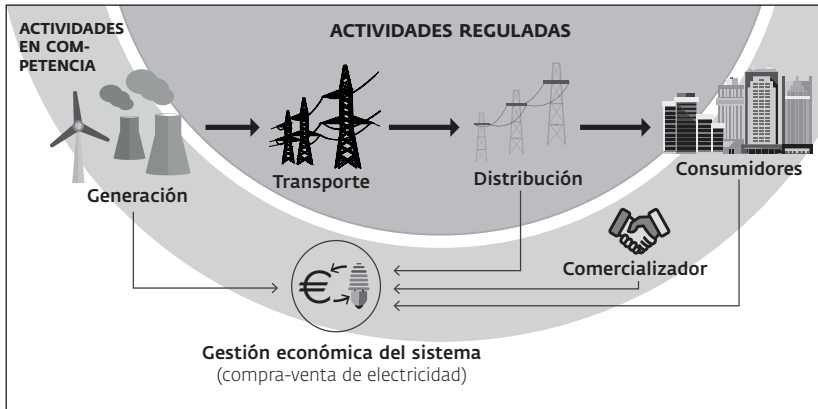 ACTIVIDADES
EN COM-
PETENCIA
ACTIVIDADES REGULADAS
Generación
Transporte
Distribución
Consumidores
Comercializador
€
Gestión económica del sistema
(compra-venta de electricidad)